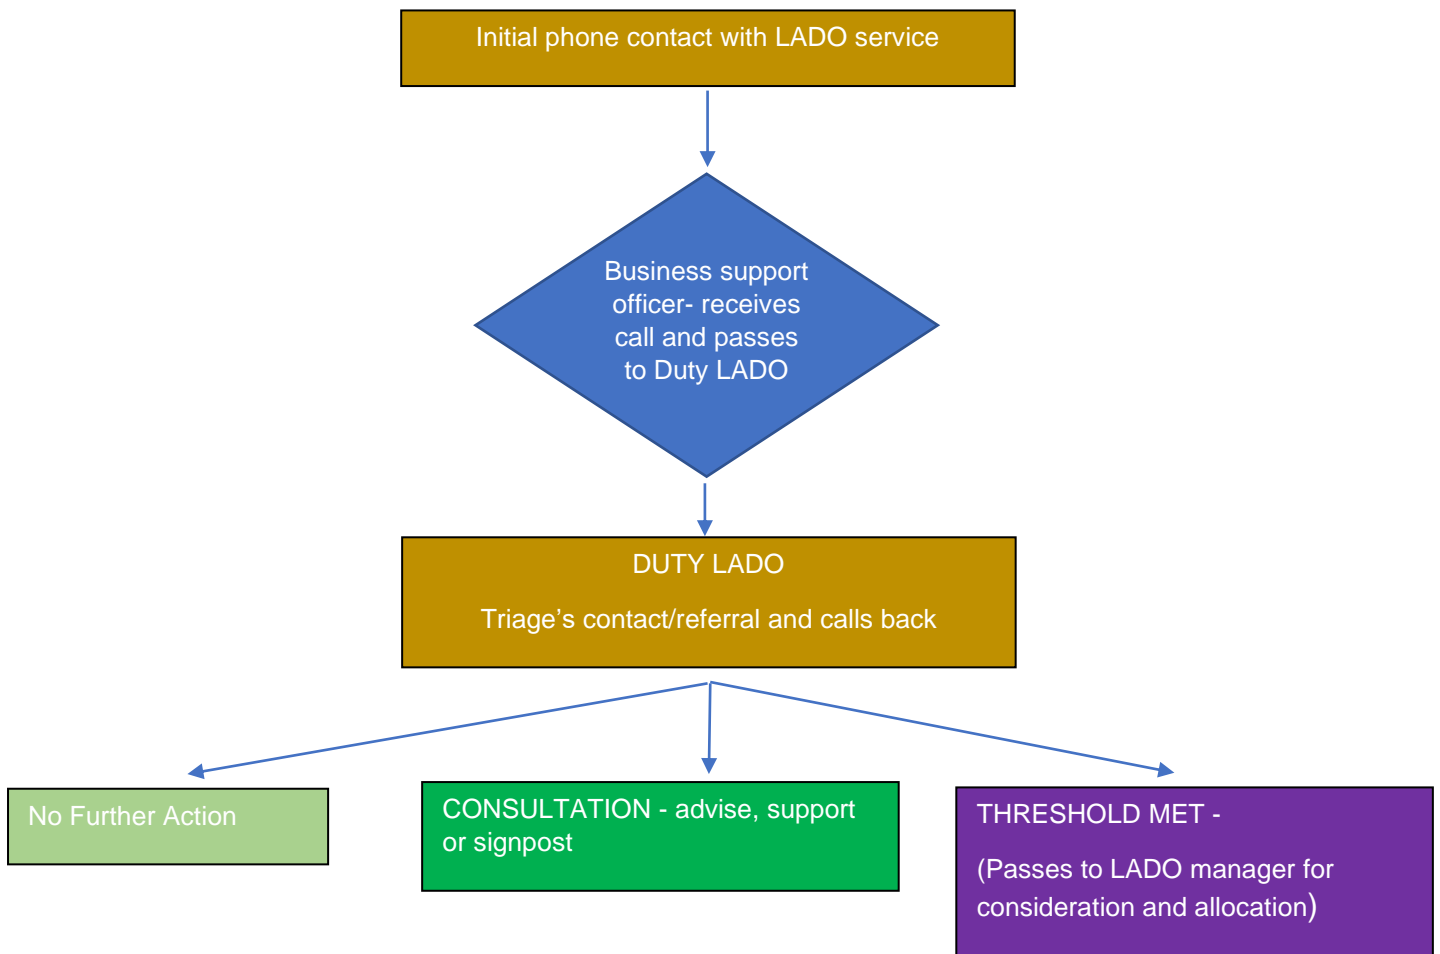 Initial phone contact with LADO service
Business support
officer- receives
call and passes
to Duty LADO
DUTY LADO
Triage’s contact/referral and calls back
No Further Action
CONSULTATION - advise, support
or signpost
THRESHOLD MET -
(Passes to LADO manager for
consideration and allocation)